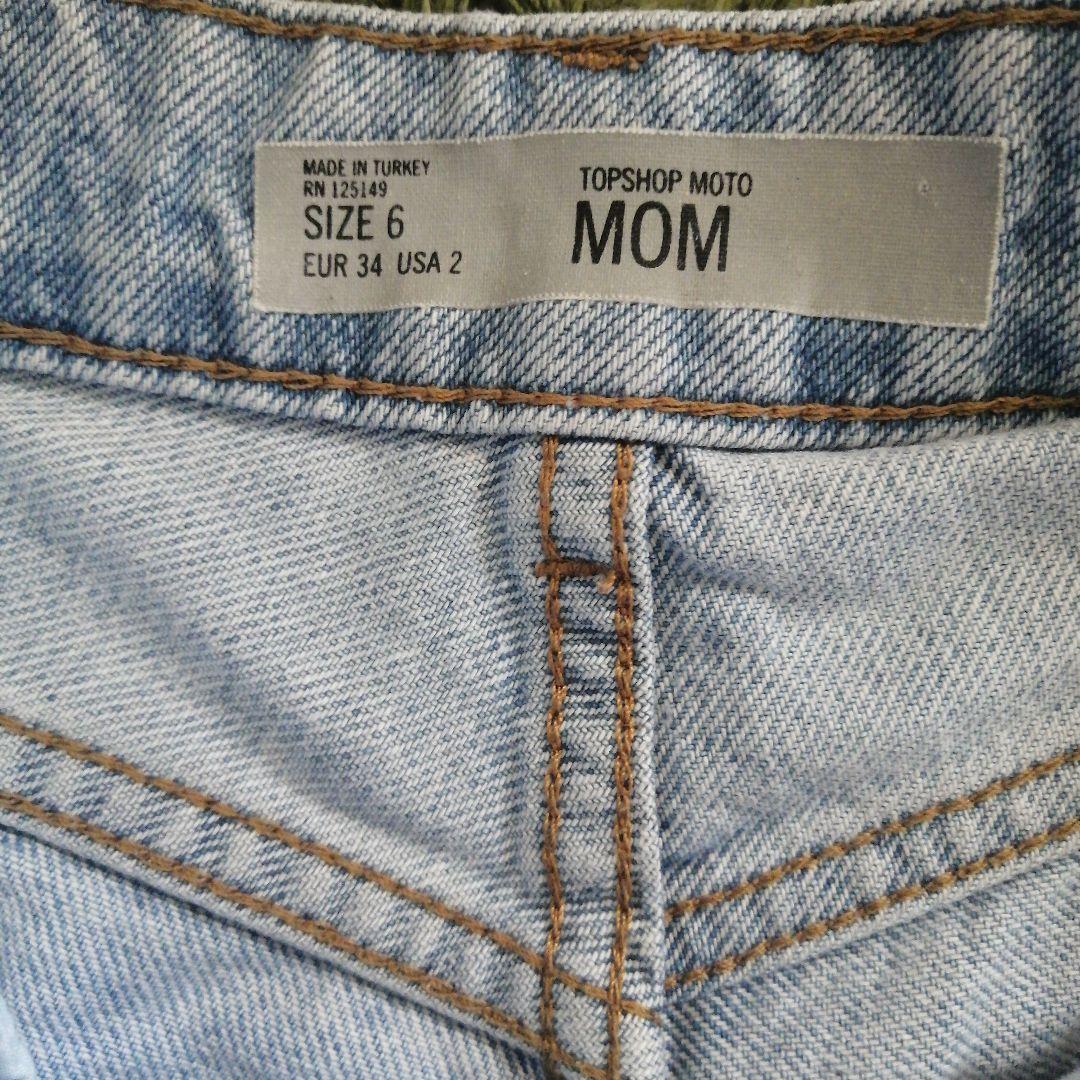 MADE IN TURKEY
RN 125149
SIZE 6
EUR 34 USA 2
TOPSHOP MOTO
MOM